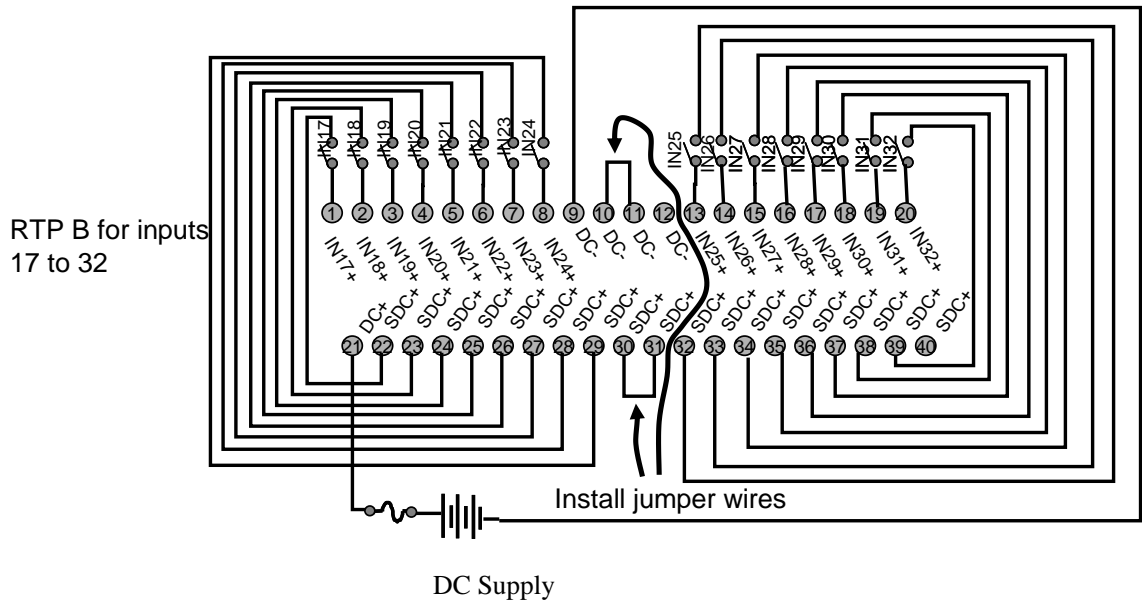 IN17 IN18 IN19 IN20 IN21 IN22 IN23 IN24
IN25 IN26 IN27 IN28 IN29 IN30 IN31 IN32
1 2 3 4 5 6 7 8 9 10 11 12 13 14 15 16 17 18 19 20
RTP B for inputs
17 to 32
IN17+ IN18+ IN19+ IN20+ IN21+ IN22+ IN23+ IN24+ DC- DC- DC- DC- IN25+ IN26+ IN27+ IN28+ IN29+ IN30+ IN31+ IN32+
DC+ SDC+ SDC+ SDC+ SDC+ SDC+ SDC+ SDC+ SDC+ SDC+ SDC+ SDC+ SDC+ SDC+ SDC+ SDC+ SDC+ SDC+ SDC+ SDC+
21 22 23 24 25 26 27 28 29 30 31 32 33 34 35 36 37 38 39 40
Install jumper wires
DC Supply